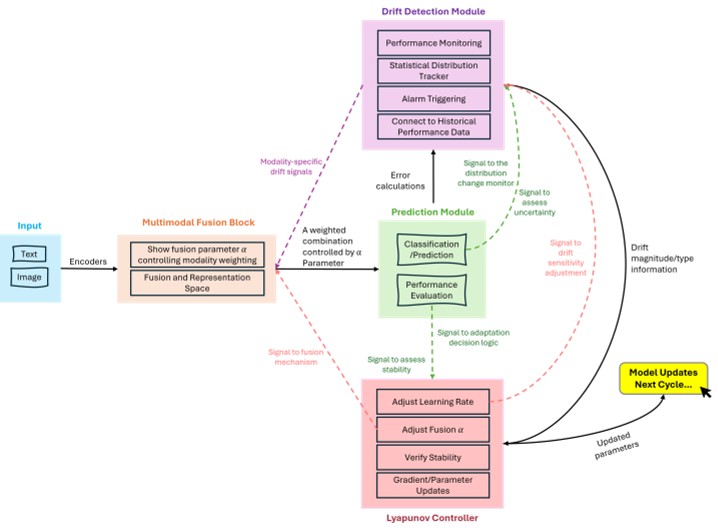 Drift Detection Module
Performance Monitoring
Statistical Distribution
Tracker
Alarm Triggering
Connect to Historical
Performance Data
Modality-specific
drift signals
Error
calculations
Signal to the
distribution
change monitor
Signal to
assess
uncertainty
Input
Text
Image
Encoders
Multimodal Fusion Block
Show fusion parameter α
controlling modality weighting
Fusion and Representation
Space
A weighted
combination
controlled by α
Parameter
Prediction Module
Classification
/Prediction
Performance
Evaluation
Signal to
drift
sensitivity
adjustment
Drift
magnitude/type
information
Signal to fusion
mechanism
Signal to adaptation
decision logic
Signal to assess
stability
Adjust Learning Rate
Adjust Fusion α
Verify Stability
Gradient/Parameter
Updates
Lyapunov Controller
Model Updates
Next Cycle...
Updated
parameters